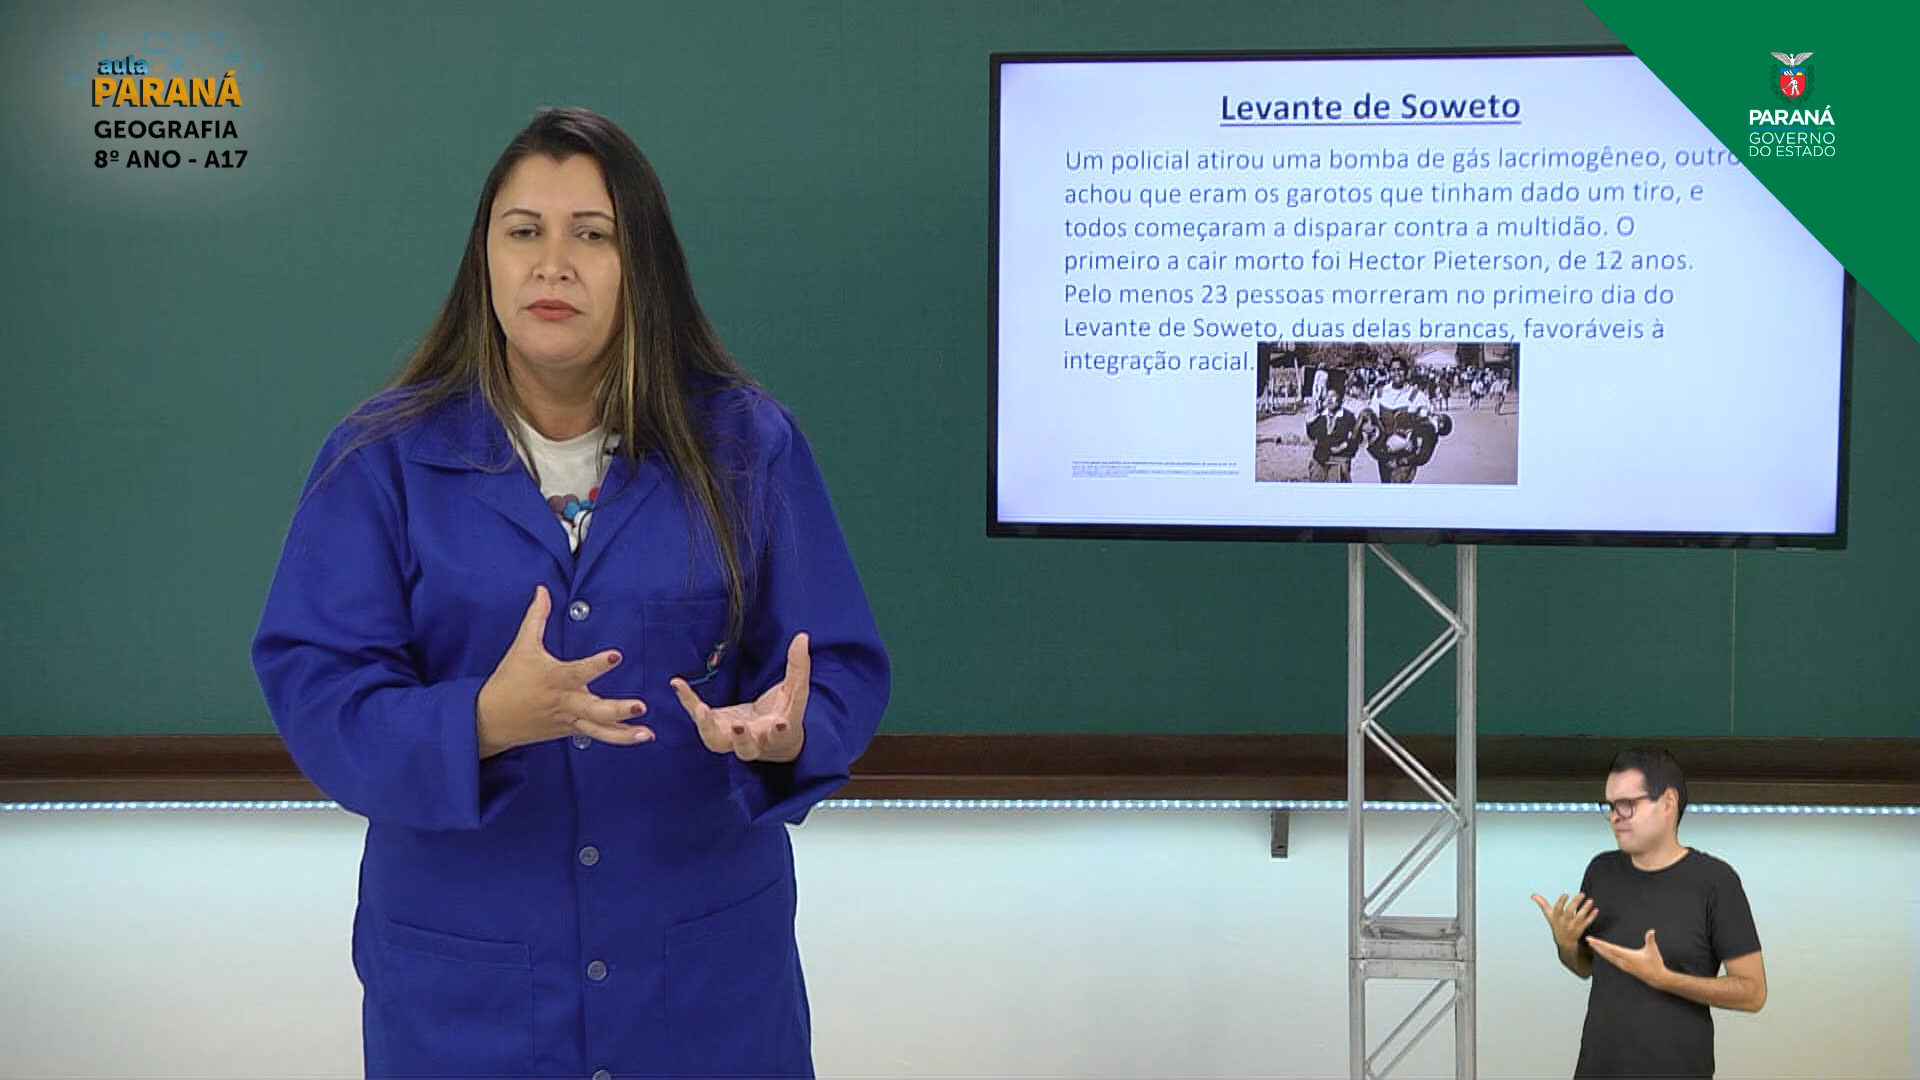 aula
PARANÁ
GEOGRAFIA
8º ANO - A17
Levante de Soweto
Um policial atirou uma bomba de gás lacrimogêneo, outro
achou que eram os garotos que tinham dado um tiro, e
todos começaram a disparar contra a multidão. O
primeiro a cair morto foi Hector Pieterson, de 12 anos.
Pelo menos 23 pessoas morreram no primeiro dia do
Levante de Soweto, duas delas brancas, favoráveis à
integração racial.
PARANÁ
GOVERNO
DO ESTADO